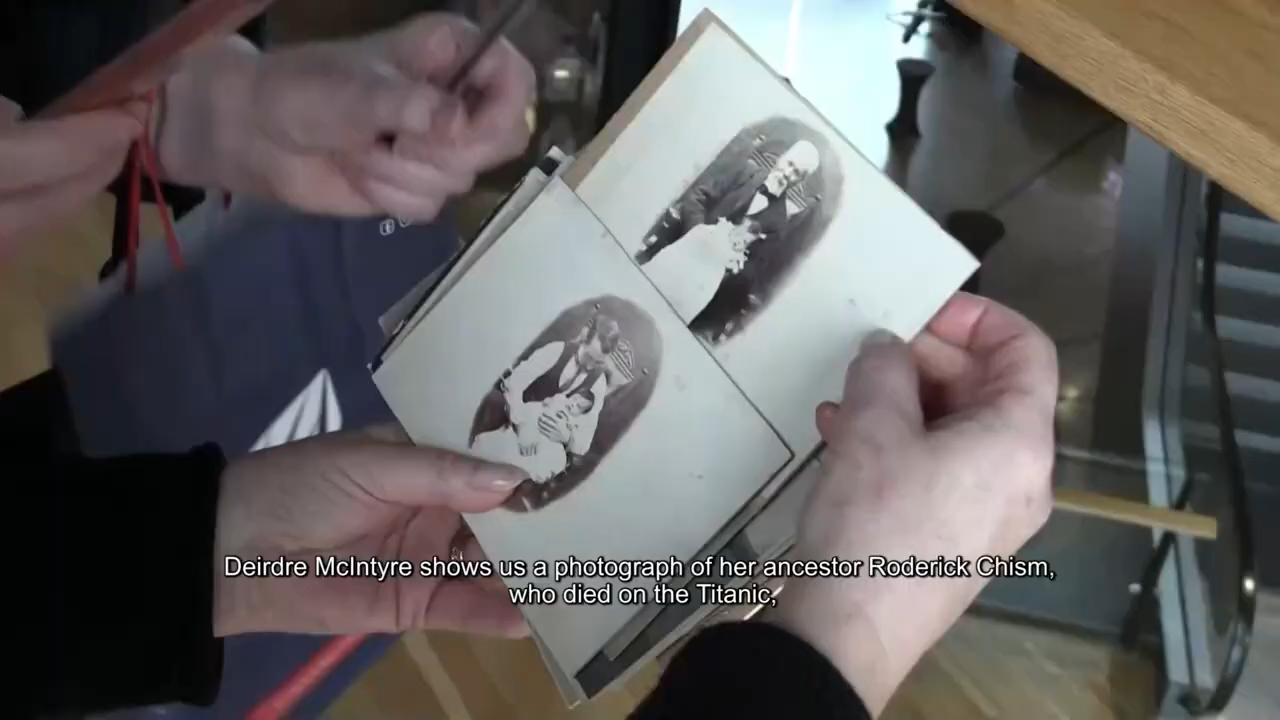 Deirdre McIntyre shows us a photograph of her ancestor Roderick Chism,
who died on the Titanic,